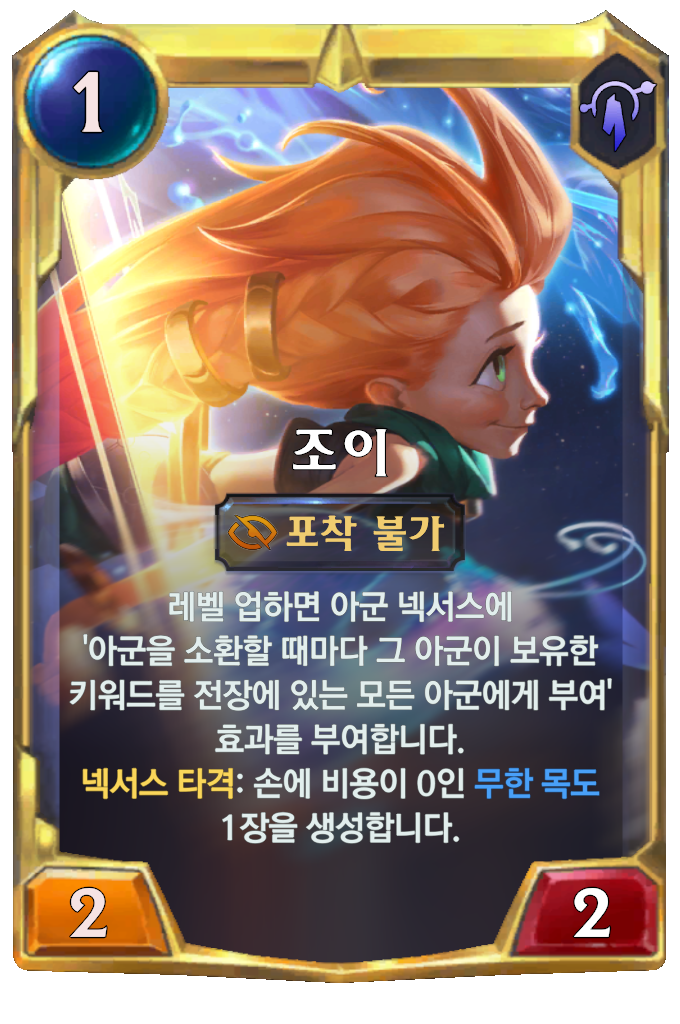 1
조이
포착 불가
레벨 업하면 아군 넥서스에
'아군을 소환할 때마다 그 아군이 보유한
키워드를 전장에 있는 모든 아군에게 부여'
효과를 부여합니다.
넥서스 타격: 손에 비용이 0인 무한 목도
1장을 생성합니다.
2
2